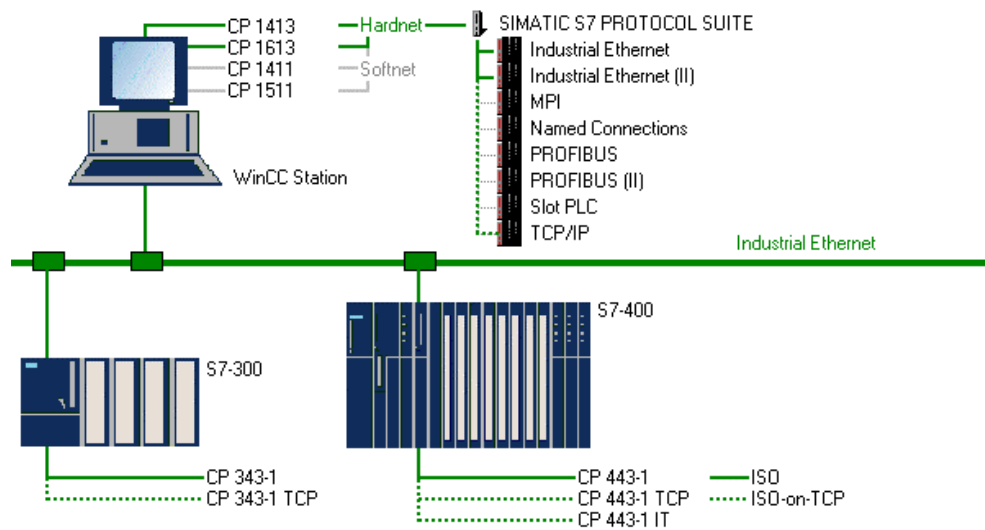 CP 1413
Hardnet
SIMATIC S7 PROTOCOL SUITE
CP 1613
Industrial Ethernet
CP 1411
Softnet
Industrial Ethernet (II)
CP 1511
MPI
Named Connections
PROFIBUS
WinCC Station
PROFIBUS (II)
Slot PLC
TCP/IP
Industrial Ethernet
S7-400
S7-300
CP 343-1
CP 443-1
ISO
CP 343-1 TCP
CP 443-1 TCP
ISO-on-TCP
CP 443-1 IT